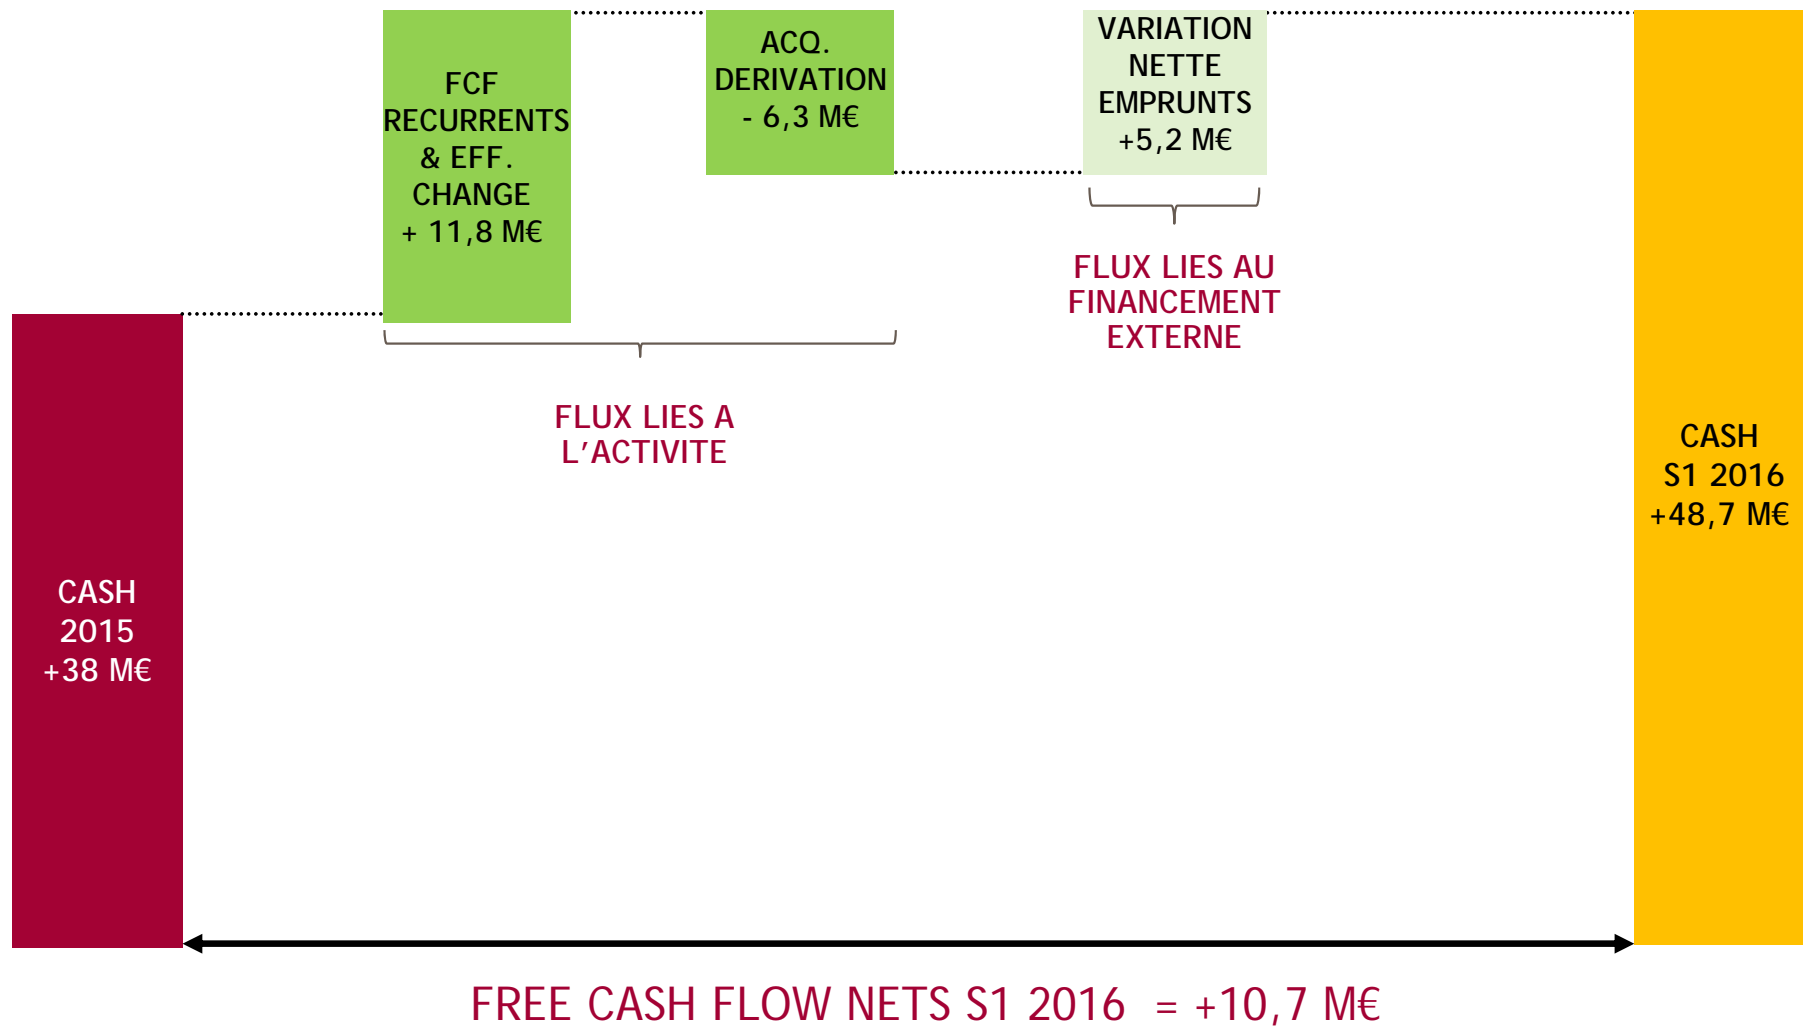 FCF
RECURRENTS
& EFF.
CHANGE
+ 11,8 M€
ACQ.
DERIVATION
- 6,3 M€
VARIATION
NETTE
EMPRUNTS
+5,2 M€
FLUX LIES AU
FINANCEMENT
EXTERNE
FLUX LIES A
L’ACTIVITE
CASH
2015
+38 M€
CASH
S1 2016
+48,7 M€
FREE CASH FLOW NETS S1 2016 = +10,7 M€